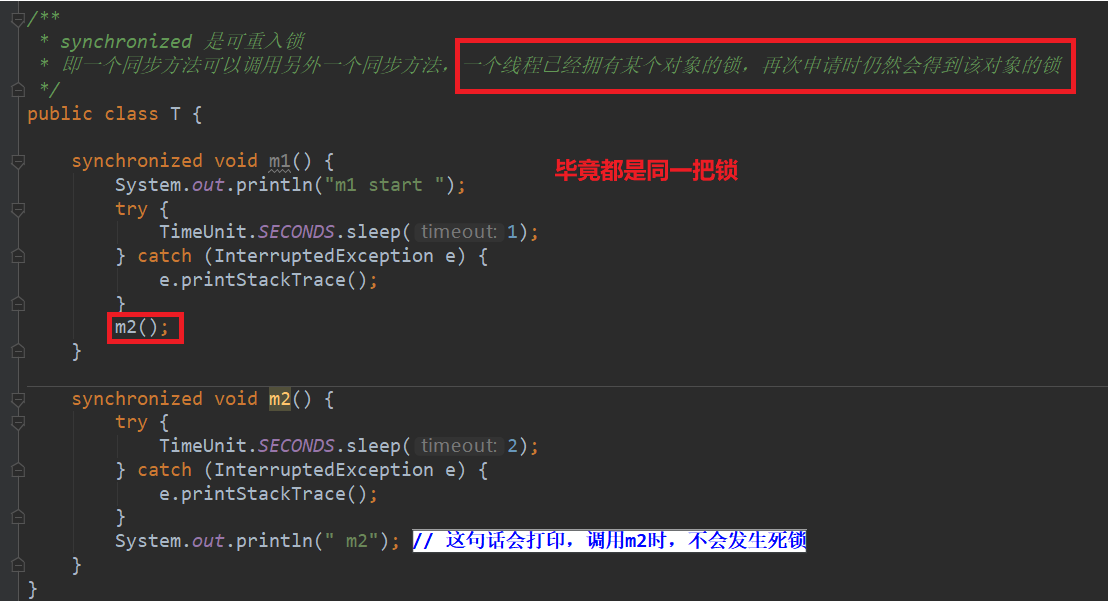 /**
* synchronized 是可重入锁
* 即一个同步方法可以调用另外一个同步方法，一个线程已经拥有某个对象的锁，再次申请时仍然会得到该对象的锁
*/
public class T {
synchronized void m1() {
毕竟都是同一把锁
System.out.println("m1 start ");
try {
TimeUnit.SECONDS.sleep( timeout: 1);
} catch (InterruptedException e) {
e.printStackTrace();
}
m2();
}
synchronized void m2() {
try {
TimeUnit.SECONDS.sleep( timeout: 2);
} catch (InterruptedException e) {
e.printStackTrace();
}
System.out.println(" m2"); // 这句话会打印，调用m2时，不会发生死锁
}
}